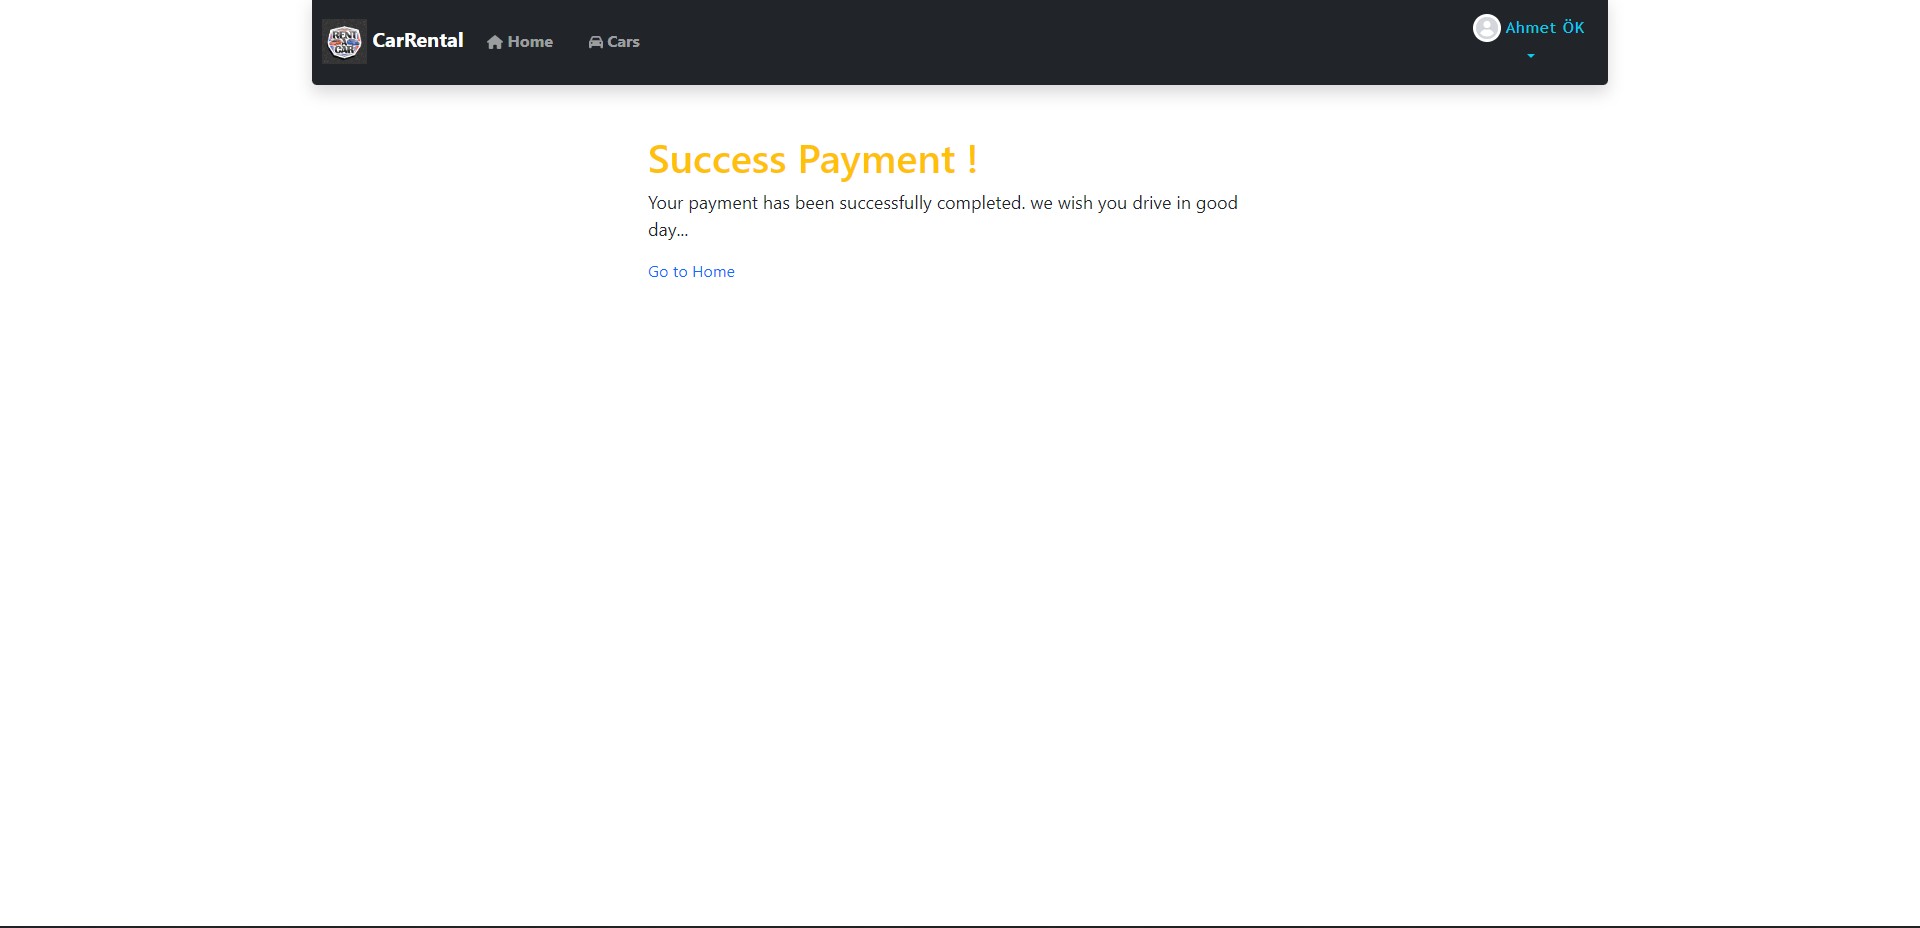 RENT
A
CAR
CarRental
Home
Cars
Ahmet ÖK
Success Payment !
Your payment has been successfully completed. we wish you drive in good
day...
Go to Home